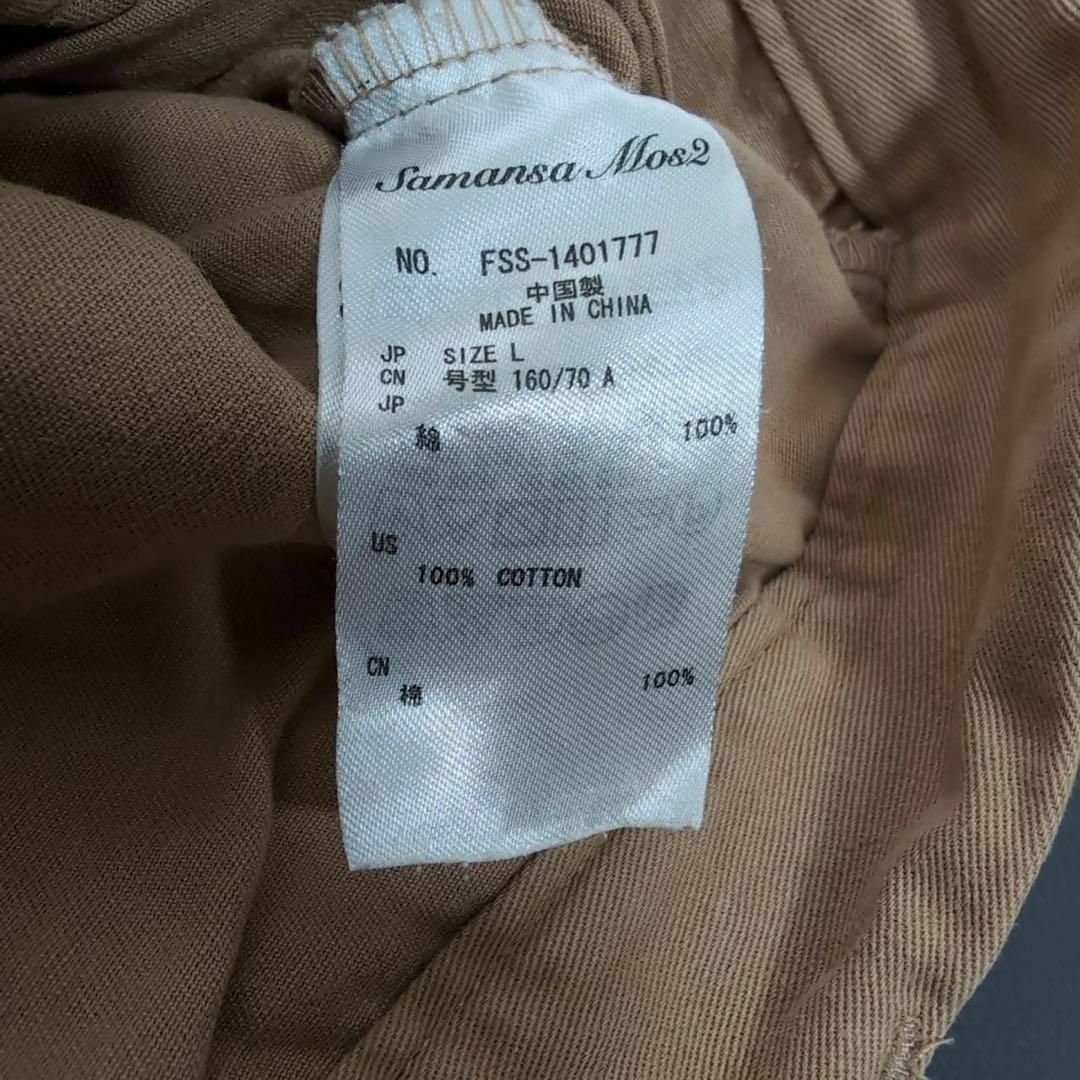 Samansa Mos2
NO. FSS-1401777
中国製
MADE IN CHINA
JP SIZE L
CN 号型 160/70 A
JP
綿 100%
US
100% COTTON
CN
棉 100%